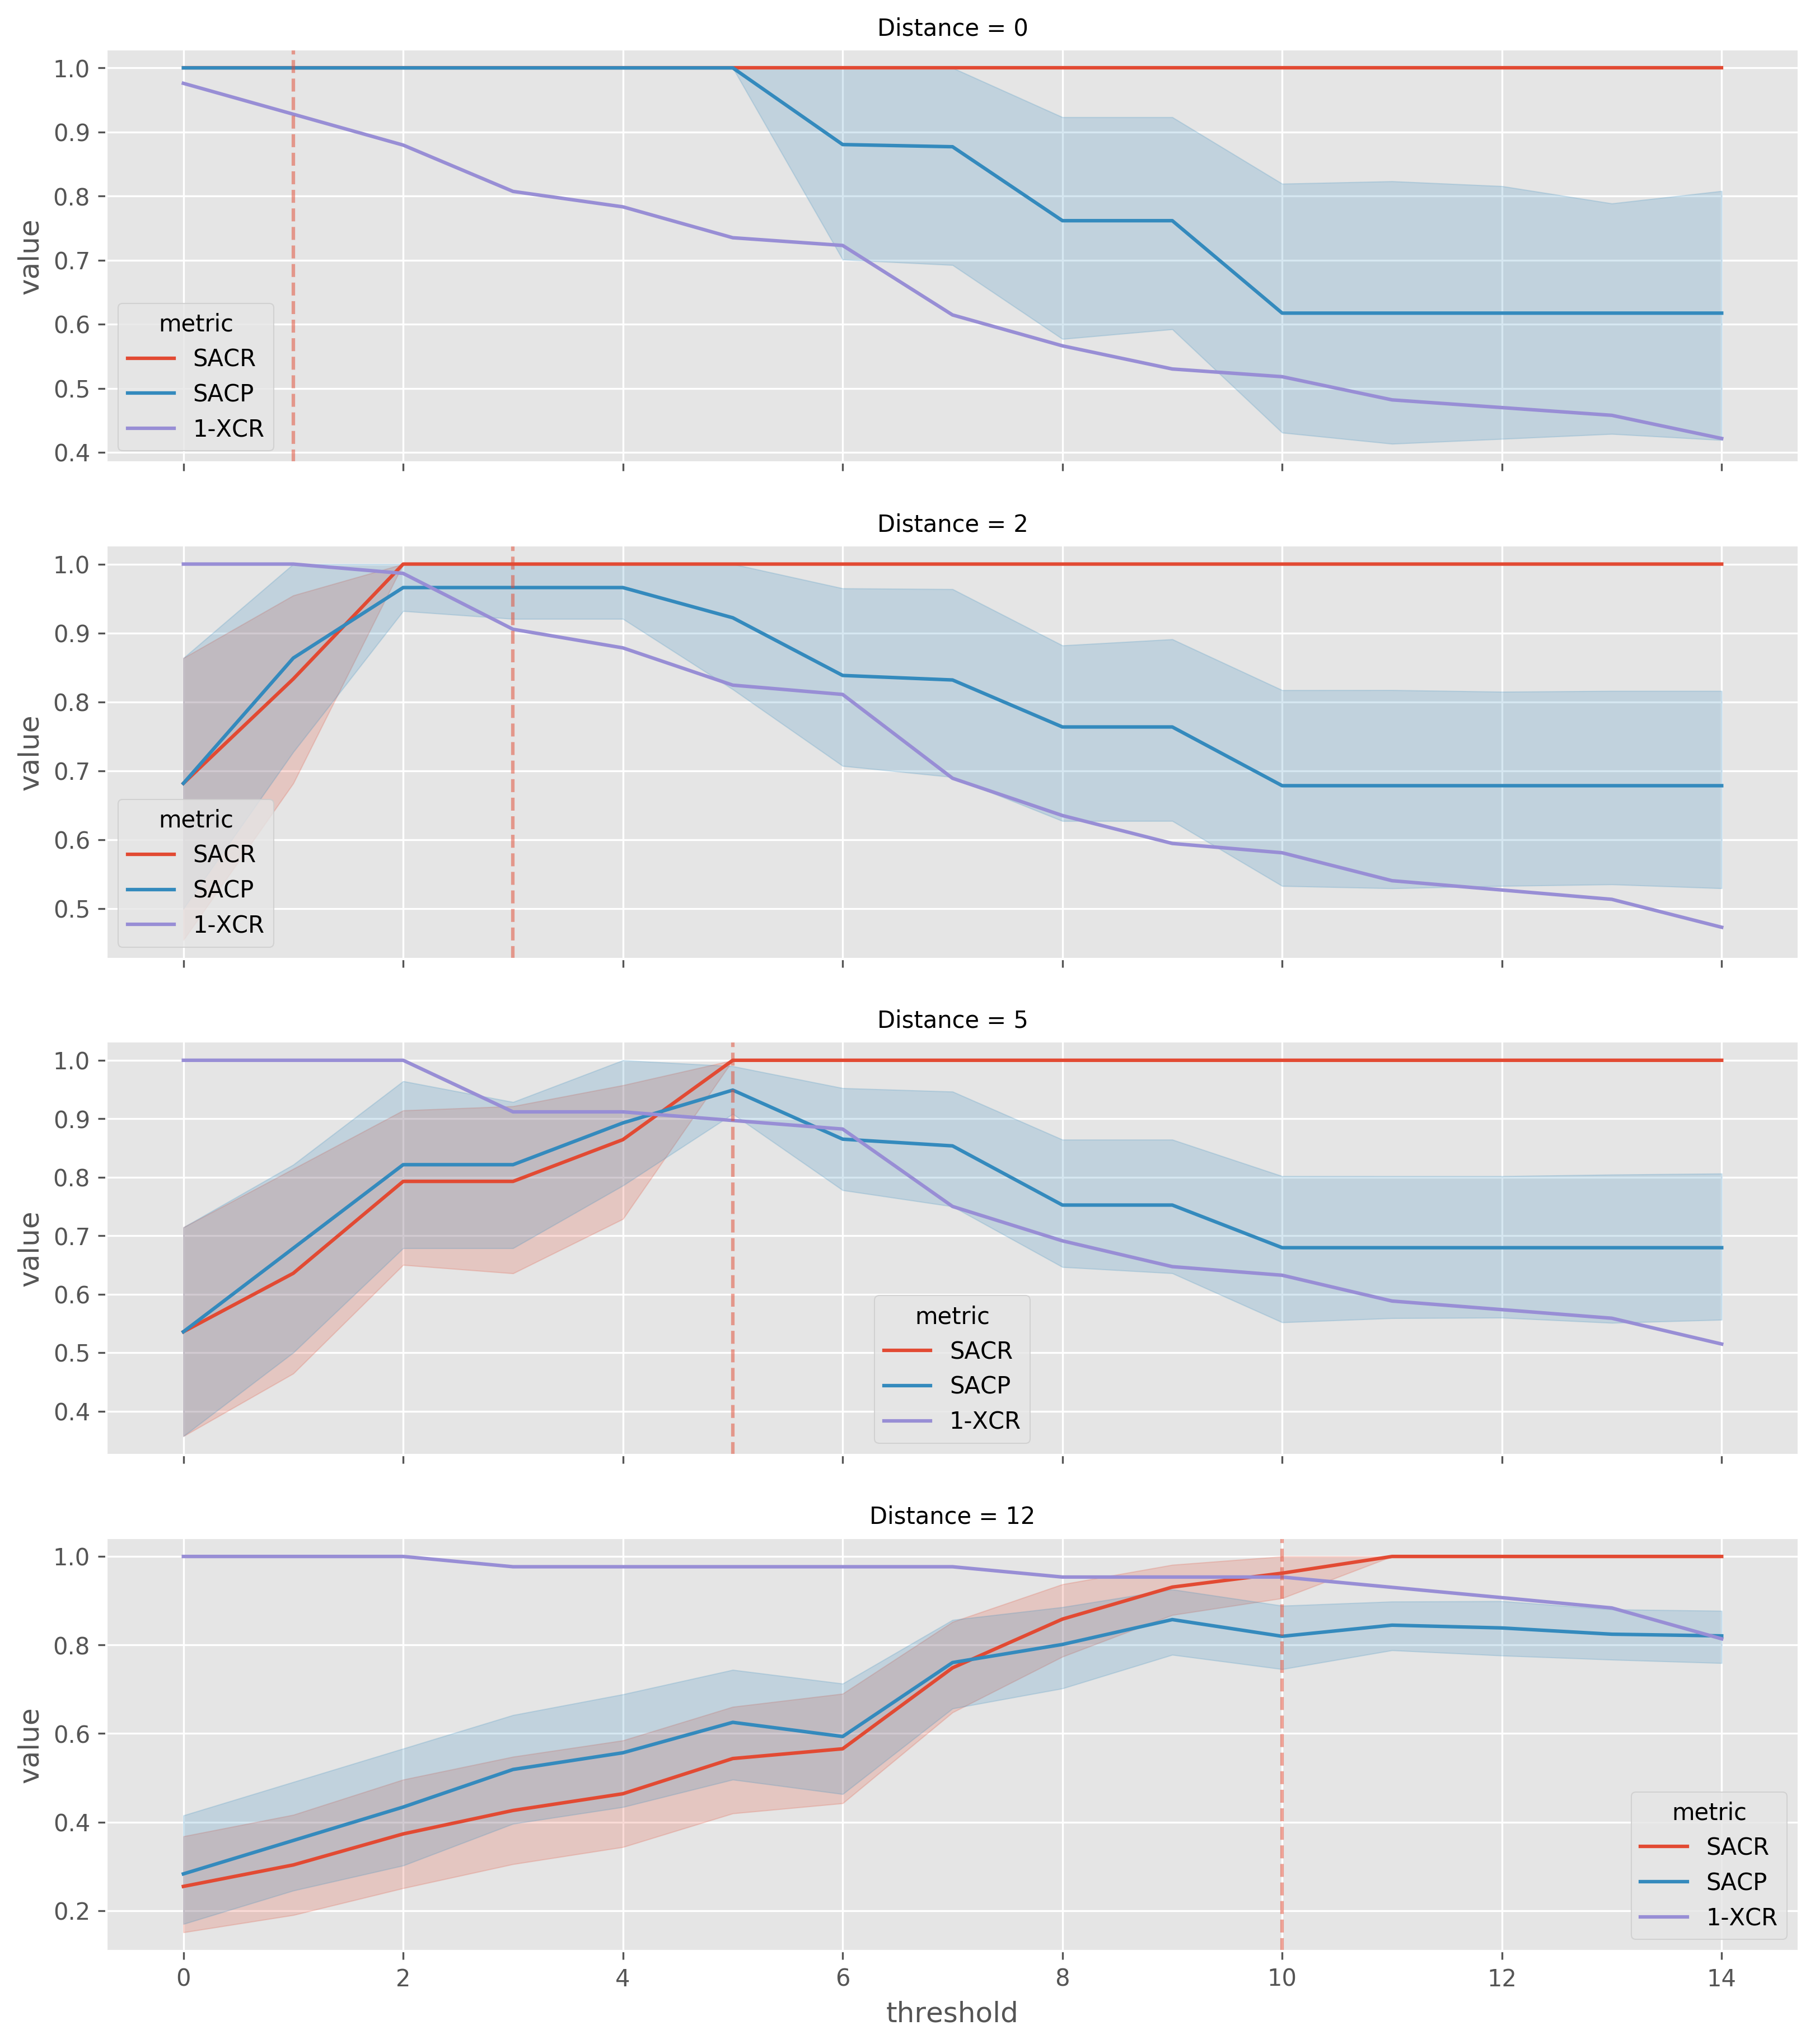 Distance = 0
1.0
0.9
0.8
0.7
0.6
0.5
0.4
value
metric
SACR
SACP
1-XCR
Distance = 2
1.0
0.9
0.8
0.7
0.6
0.5
value
metric
SACR
SACP
1-XCR
Distance = 5
1.0
0.9
0.8
0.7
0.6
0.5
0.4
value
metric
SACR
SACP
1-XCR
Distance = 12
1.0
0.8
0.6
0.4
0.2
value
metric
SACR
SACP
1-XCR
0 2 4 6 8 10 12 14
threshold